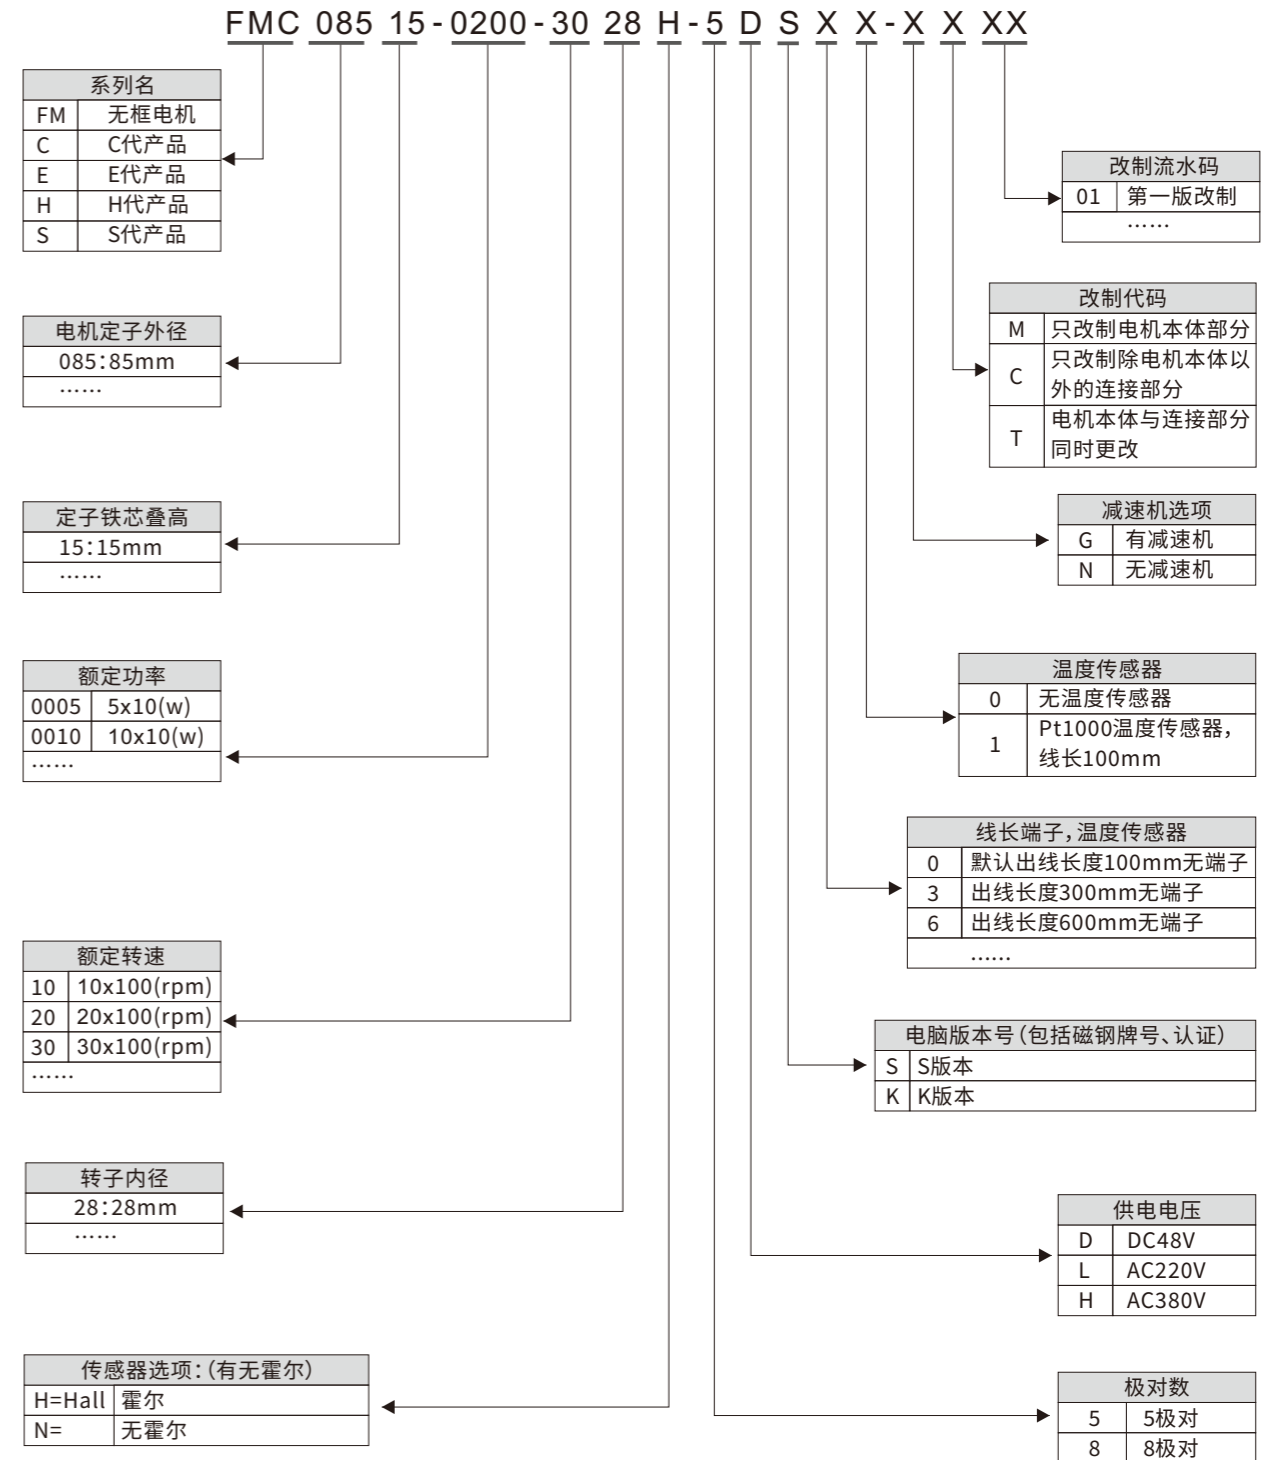 FMC 085 15-0200-30 28 H-5 D S X X-X X XX
系列名
FM 无框电机
C C代产品
E E代产品
H H代产品
S S代产品
电机定子外径
085:85mm
……
定子铁芯叠高
15:15mm
……
额定功率
0005 5x10(w)
0010 10x10(w)
……
额定转速
10 10x100(rpm)
20 20x100(rpm)
30 30x100(rpm)
……
转子内径
28:28mm
……
传感器选项:(有无霍尔)
H=Hall 霍尔
N= 无霍尔
改制流水码
01 第一版改制
……
改制代码
M 只改制电机本体部分
C 只改制除电机本体以
外的连接部分
T 电机本体与连接部分
同时更改
减速机选项
G 有减速机
N 无减速机
温度传感器
0 无温度传感器
1 Pt1000温度传感器,
线长100mm
线长端子,温度传感器
0 默认出线长度100mm无端子
3 出线长度300mm无端子
6 出线长度600mm无端子
……
电脑版本号(包括磁钢牌号、认证)
S S版本
K K版本
供电电压
D DC48V
L AC220V
H AC380V
极对数
5 5极对
8 8极对